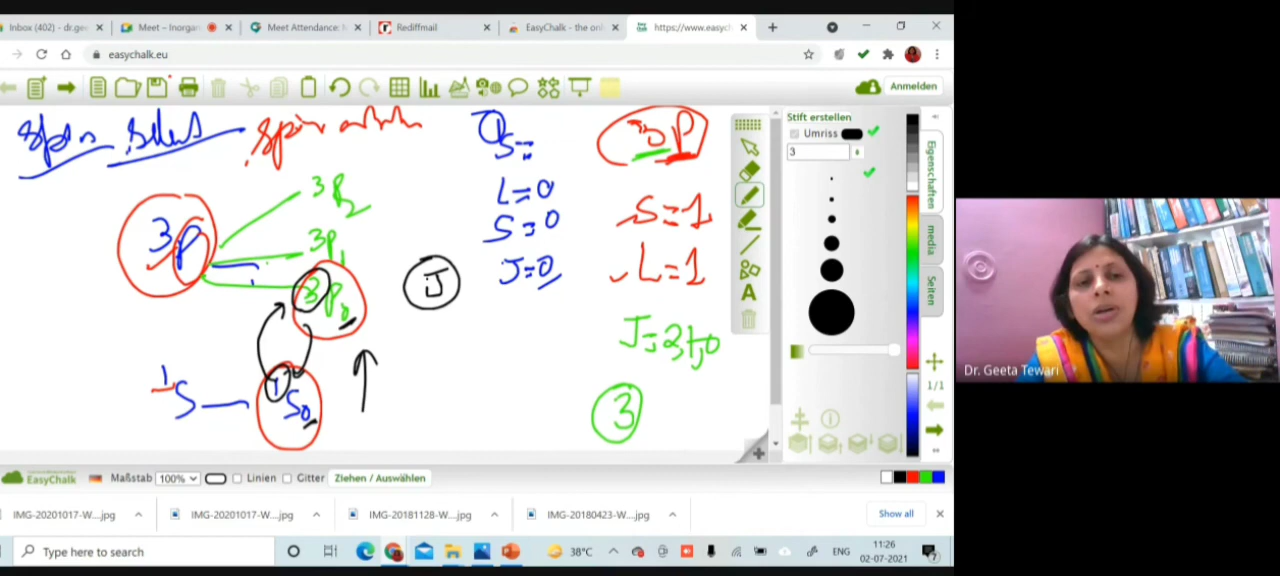 Inbox (402) - dr.gee
Meet – Inorgan
Meet Attendance: M
Rediffmail
EasyChalk - the onl
https://www.easych
easychalk.eu
Anmelden
Stift erstellen
Umriss
3
Eigenschaften
media
Seiten
1/1
A
spin
3P
3P2
3P1
3P0
1S
1S0
J
S=
L=0
S=0
J=0
3P
S=1
L=1
J=2,1,0
3
Dr. Geeta Tewari
EasyChalk
Maßstab 100% Linien Gitter Ziehen / Auswählen
IMG-20201017-W....jpg
IMG-20201017-W....jpg
IMG-20181128-W....jpg
IMG-20180423-W....jpg
Show all
Type here to search
38°C
ENG
11:26
02-07-2021